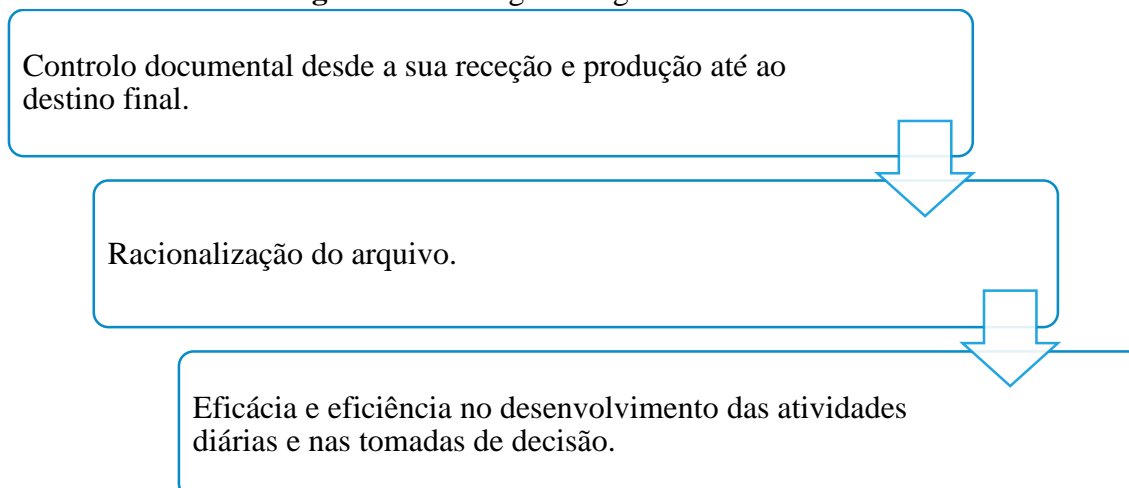 Controlo documental desde a sua receção e produção até ao
destino final.
Racionalização do arquivo.
Eficácia e eficiência no desenvolvimento das atividades
diárias e nas tomadas de decisão.